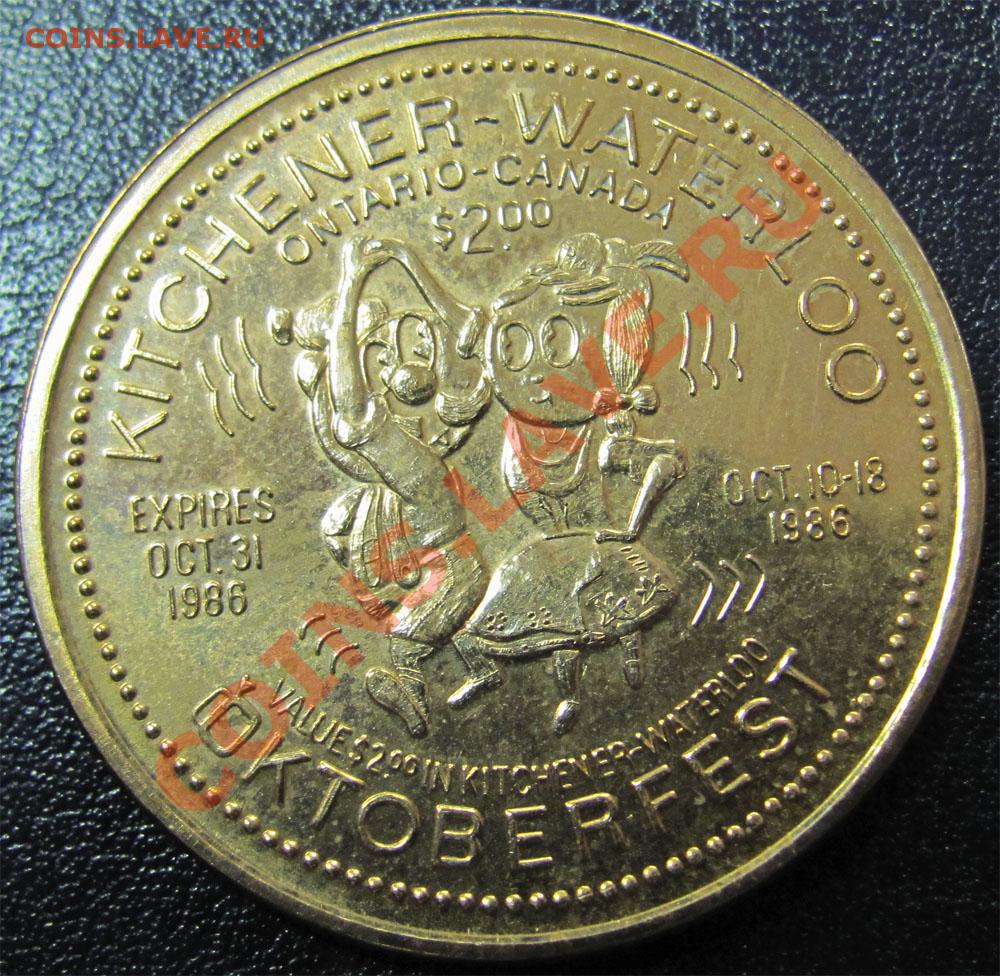 COINS.LAVE.RU
KITCHENER-WATERLOO
ONTARIO-CANADA
$2.00
EXPIRES
OCT. 31
1986
OCT. 10-18
1986
VALUE $2.00 IN KITCHENER-WATERLOO
OKTOBERFEST
COINS.LAVE.RU